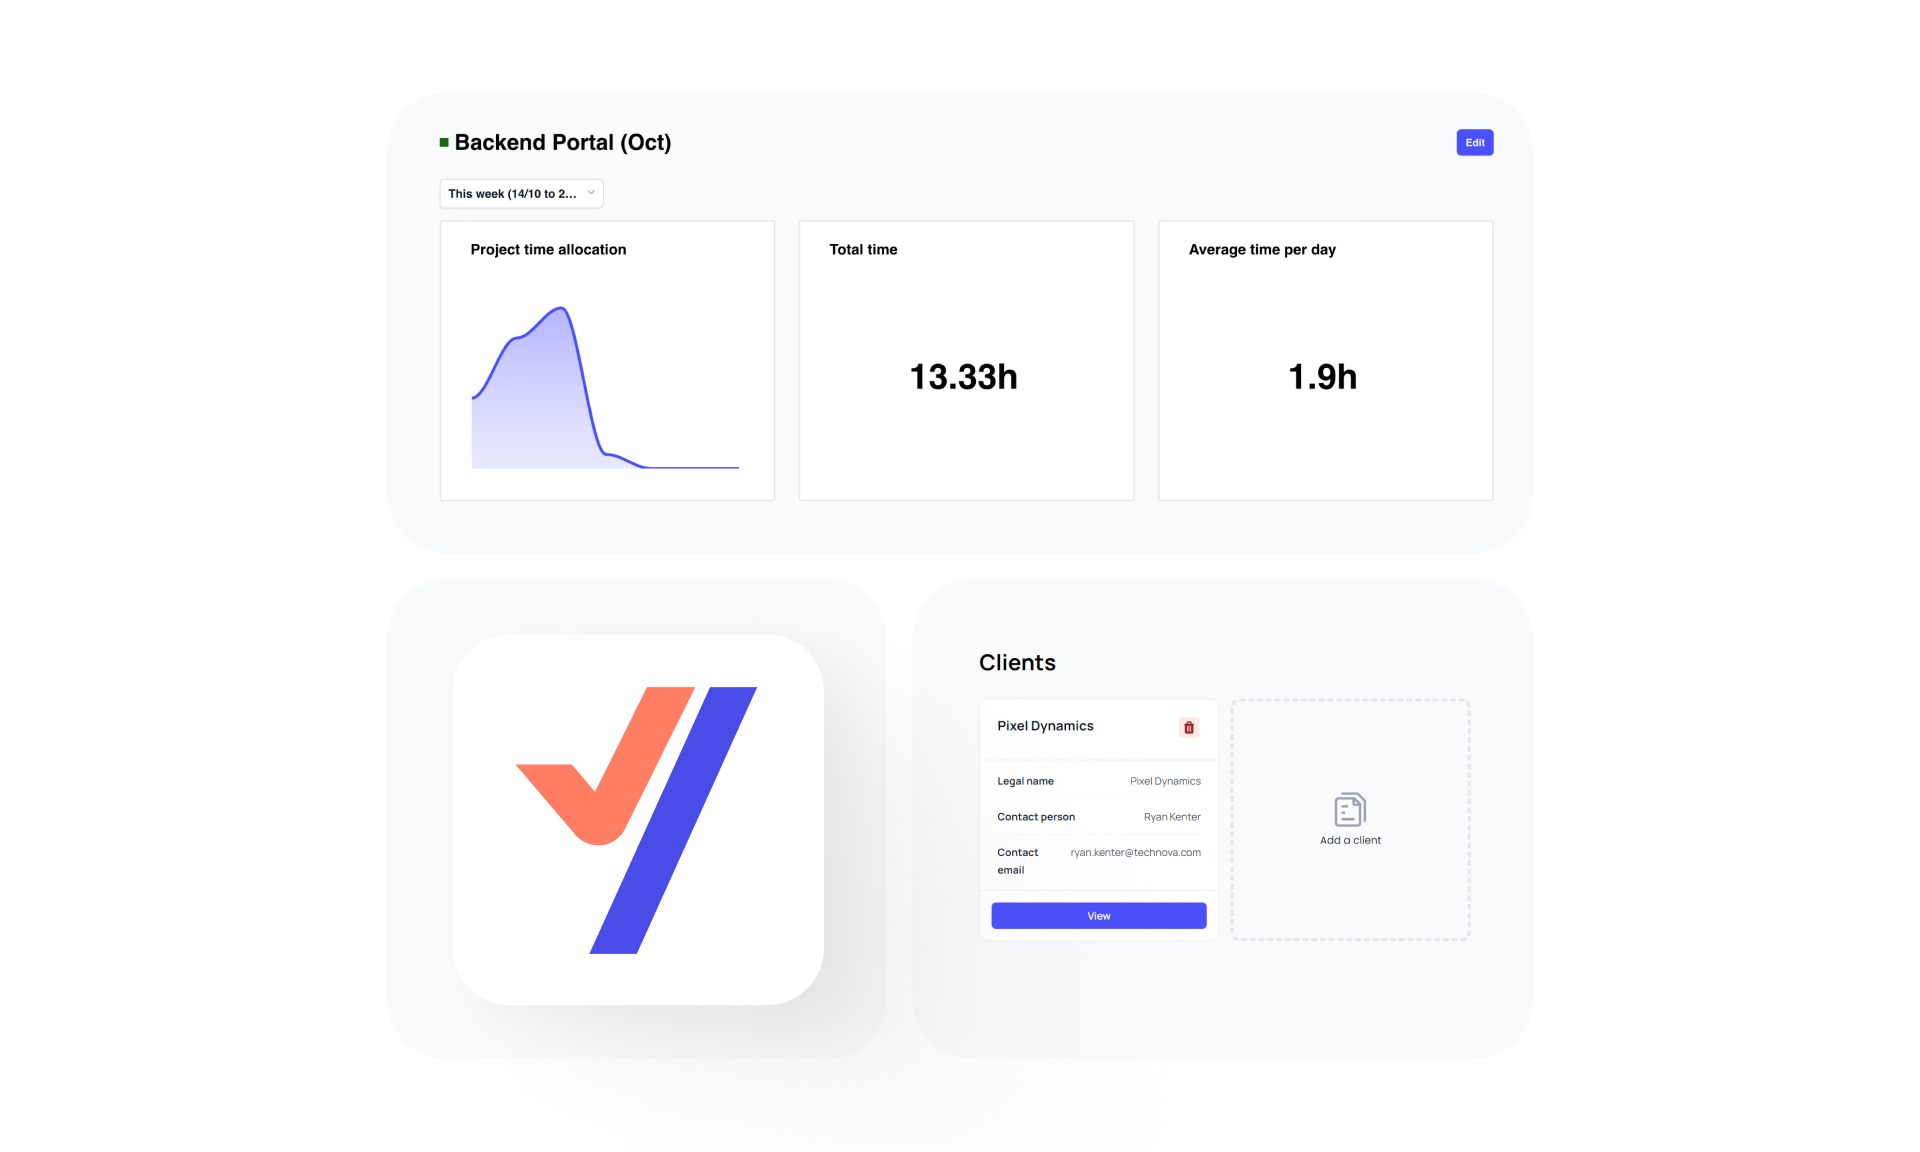 Backend Portal (Oct)
Edit
This week (14/10 to 2...
Project time allocation
Total time
Average time per day
13.33h
1.9h
Clients
Pixel Dynamics
Legal name Pixel Dynamics
Contact person Ryan Kenter
Contact email ryan.kenter@technova.com
View
Add a client